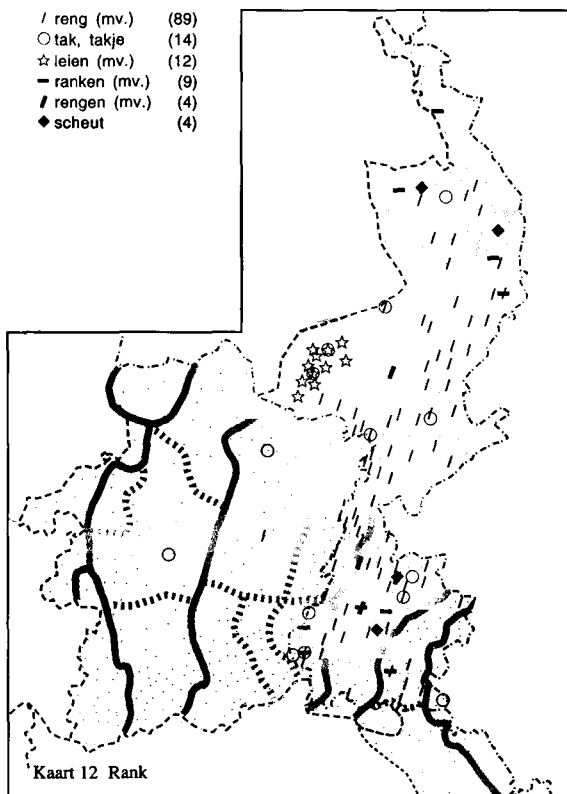 reng (mv.) (89)
tak, takje (14)
leien (mv.) (12)
ranken (mv.) (9)
rengen (mv.) (4)
scheut (4)
Kaart 12 Rank